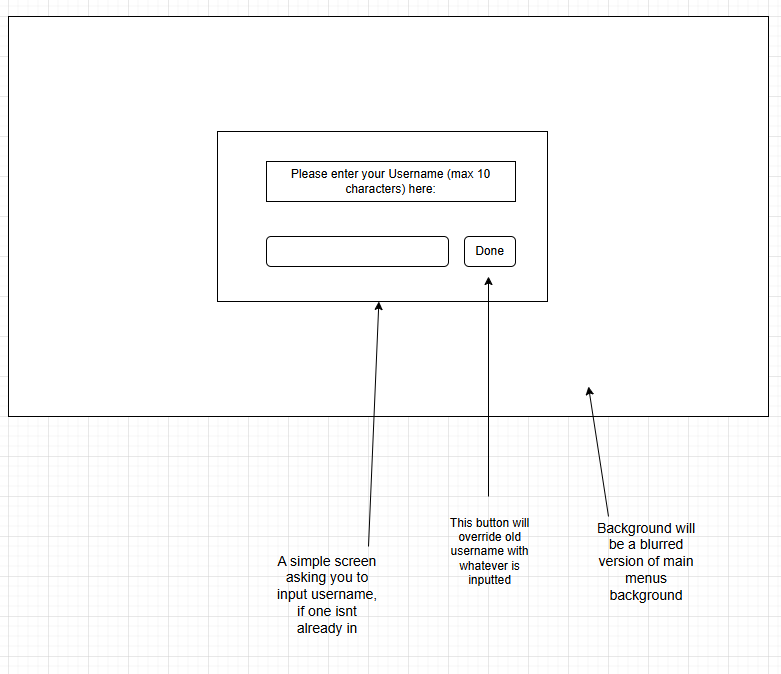 Please enter your Username (max 10
characters) here:
Done
This button will
override old
username with
whatever is
inputted
Background will
be a blurred
version of main
menus
background
A simple screen
asking you to
input username,
if one isnt
already in